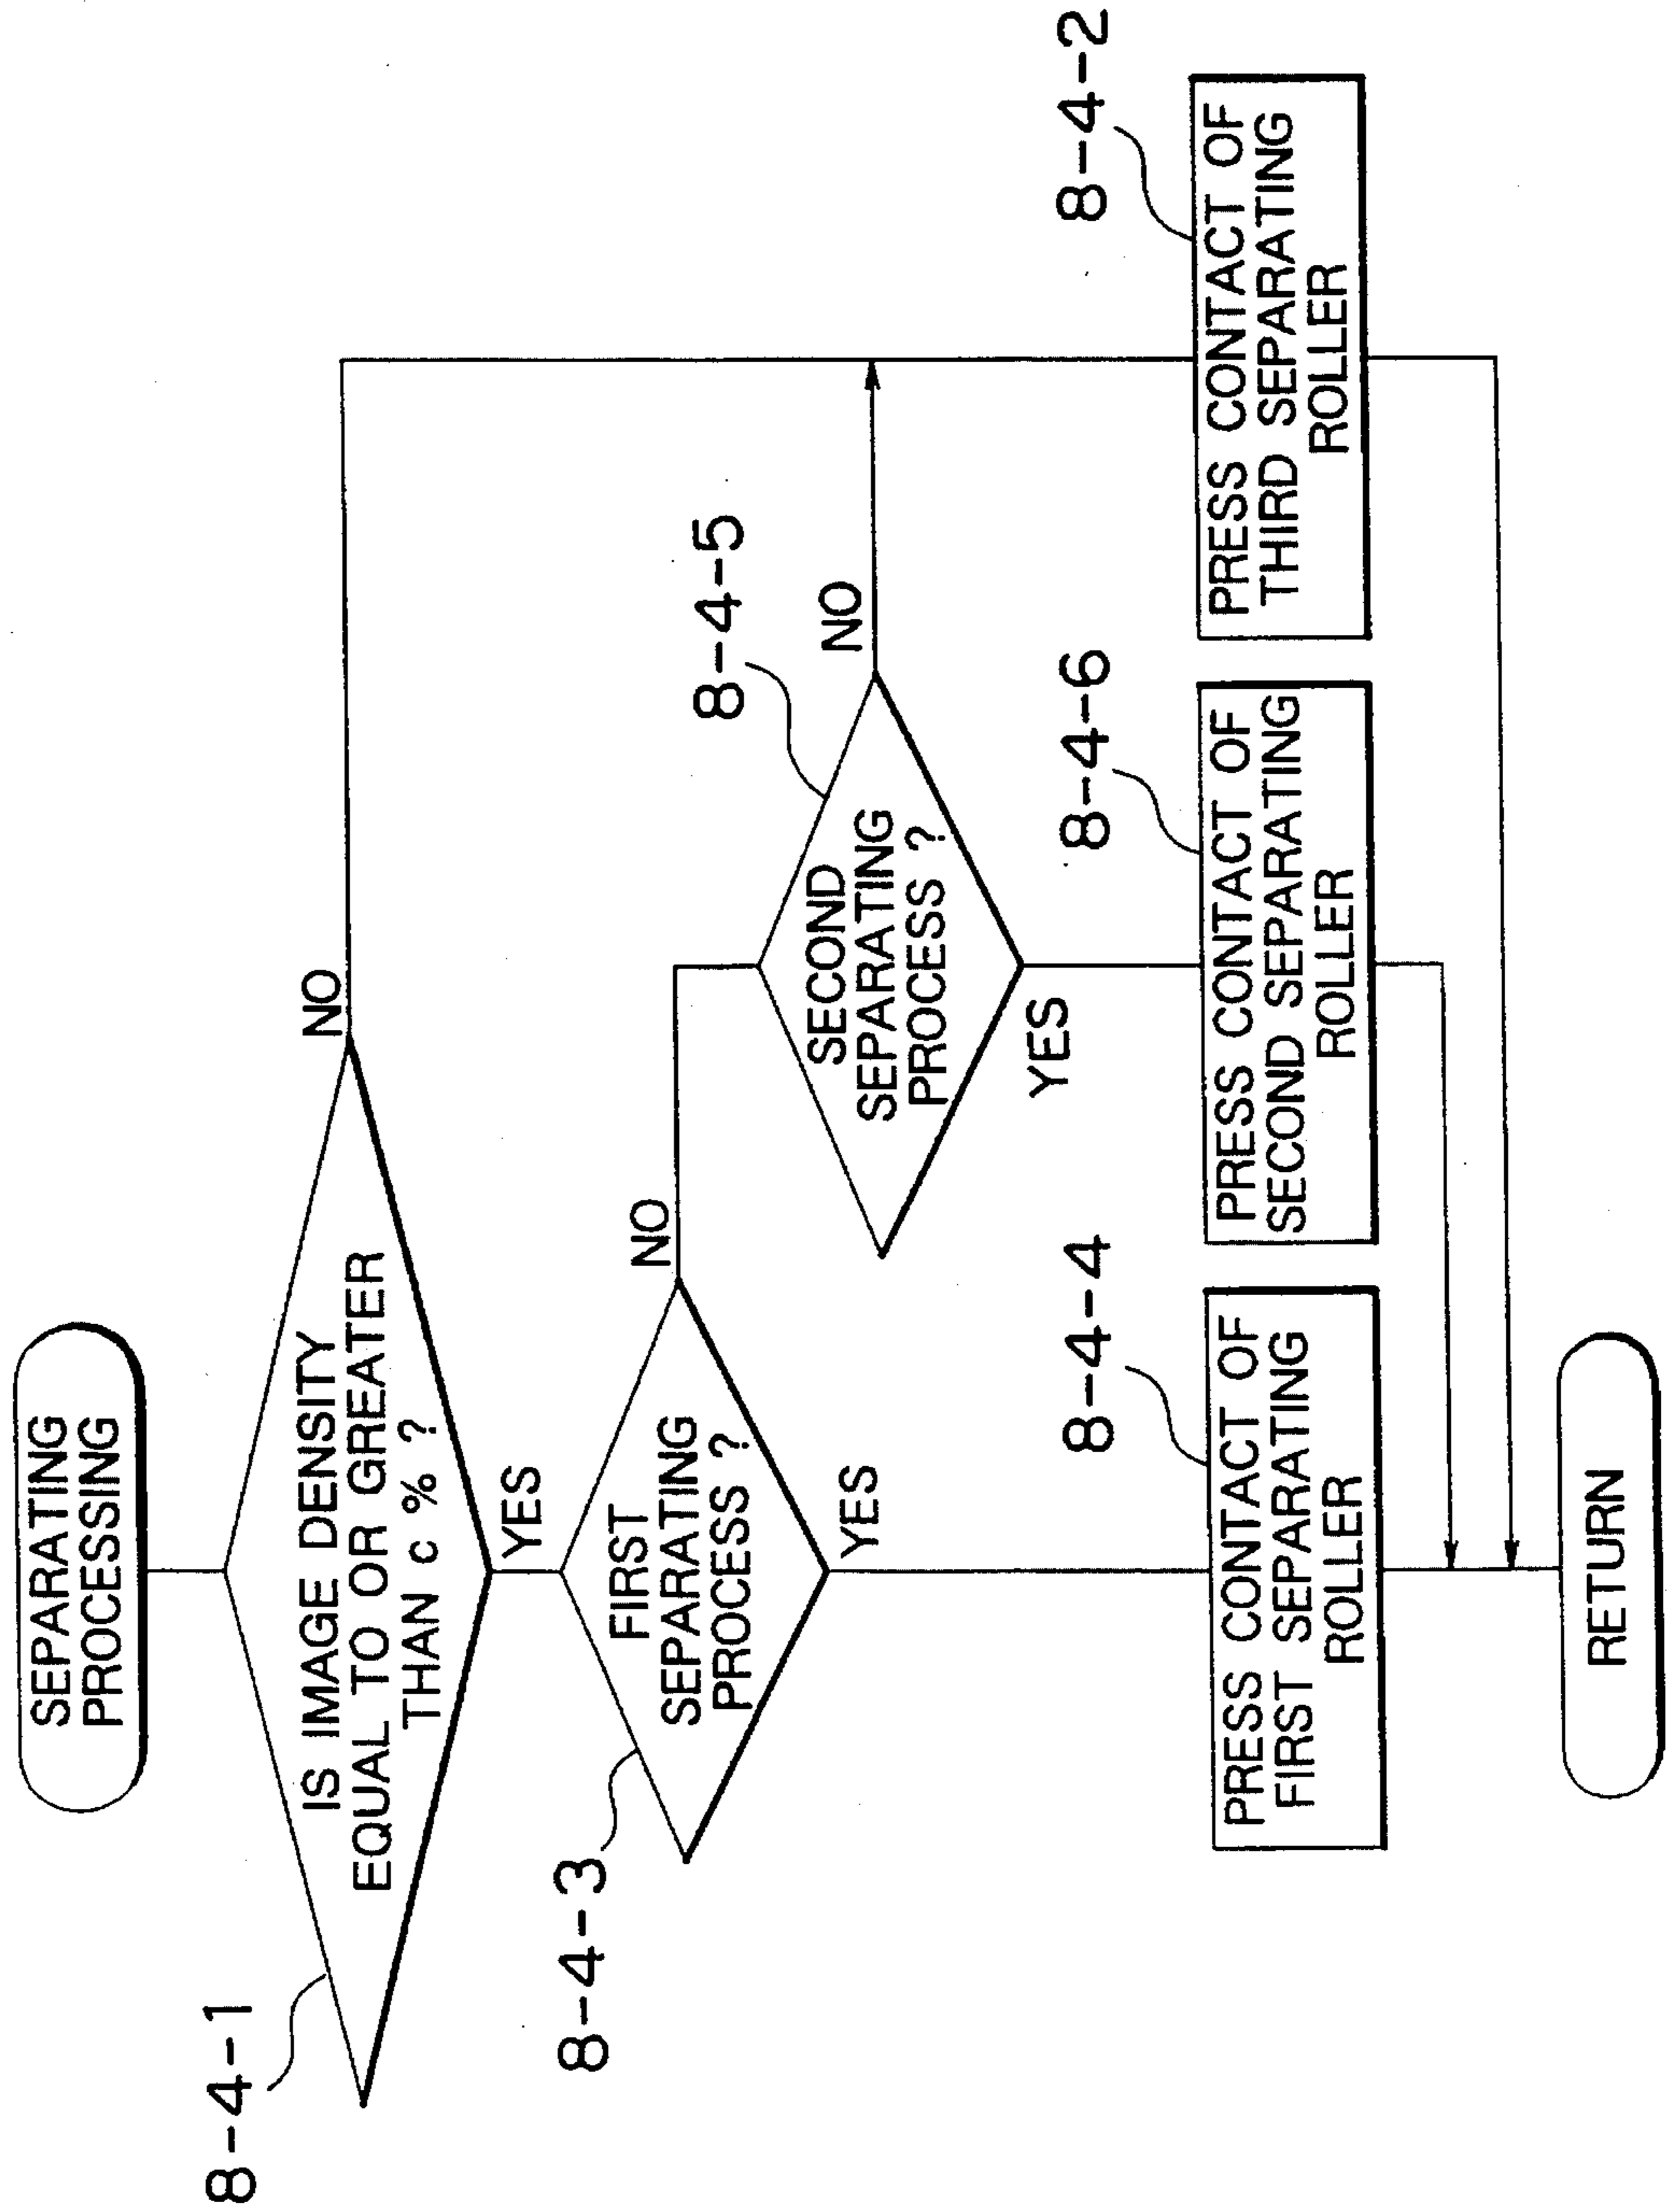 SEPARATING
PROCESSING
8-4-1
IS IMAGE DENSITY
EQUAL TO OR GREATER
THAN c % ?
NO
YES
8-4-3
FIRST
SEPARATING
PROCESS ?
NO
YES
8-4-5
SECOND
SEPARATING
PROCESS ?
NO
YES
8-4-4
PRESS CONTACT OF
FIRST SEPARATING
ROLLER
8-4-6
PRESS CONTACT OF
SECOND SEPARATING
ROLLER
8-4-2
PRESS CONTACT OF
THIRD SEPARATING
ROLLER
RETURN